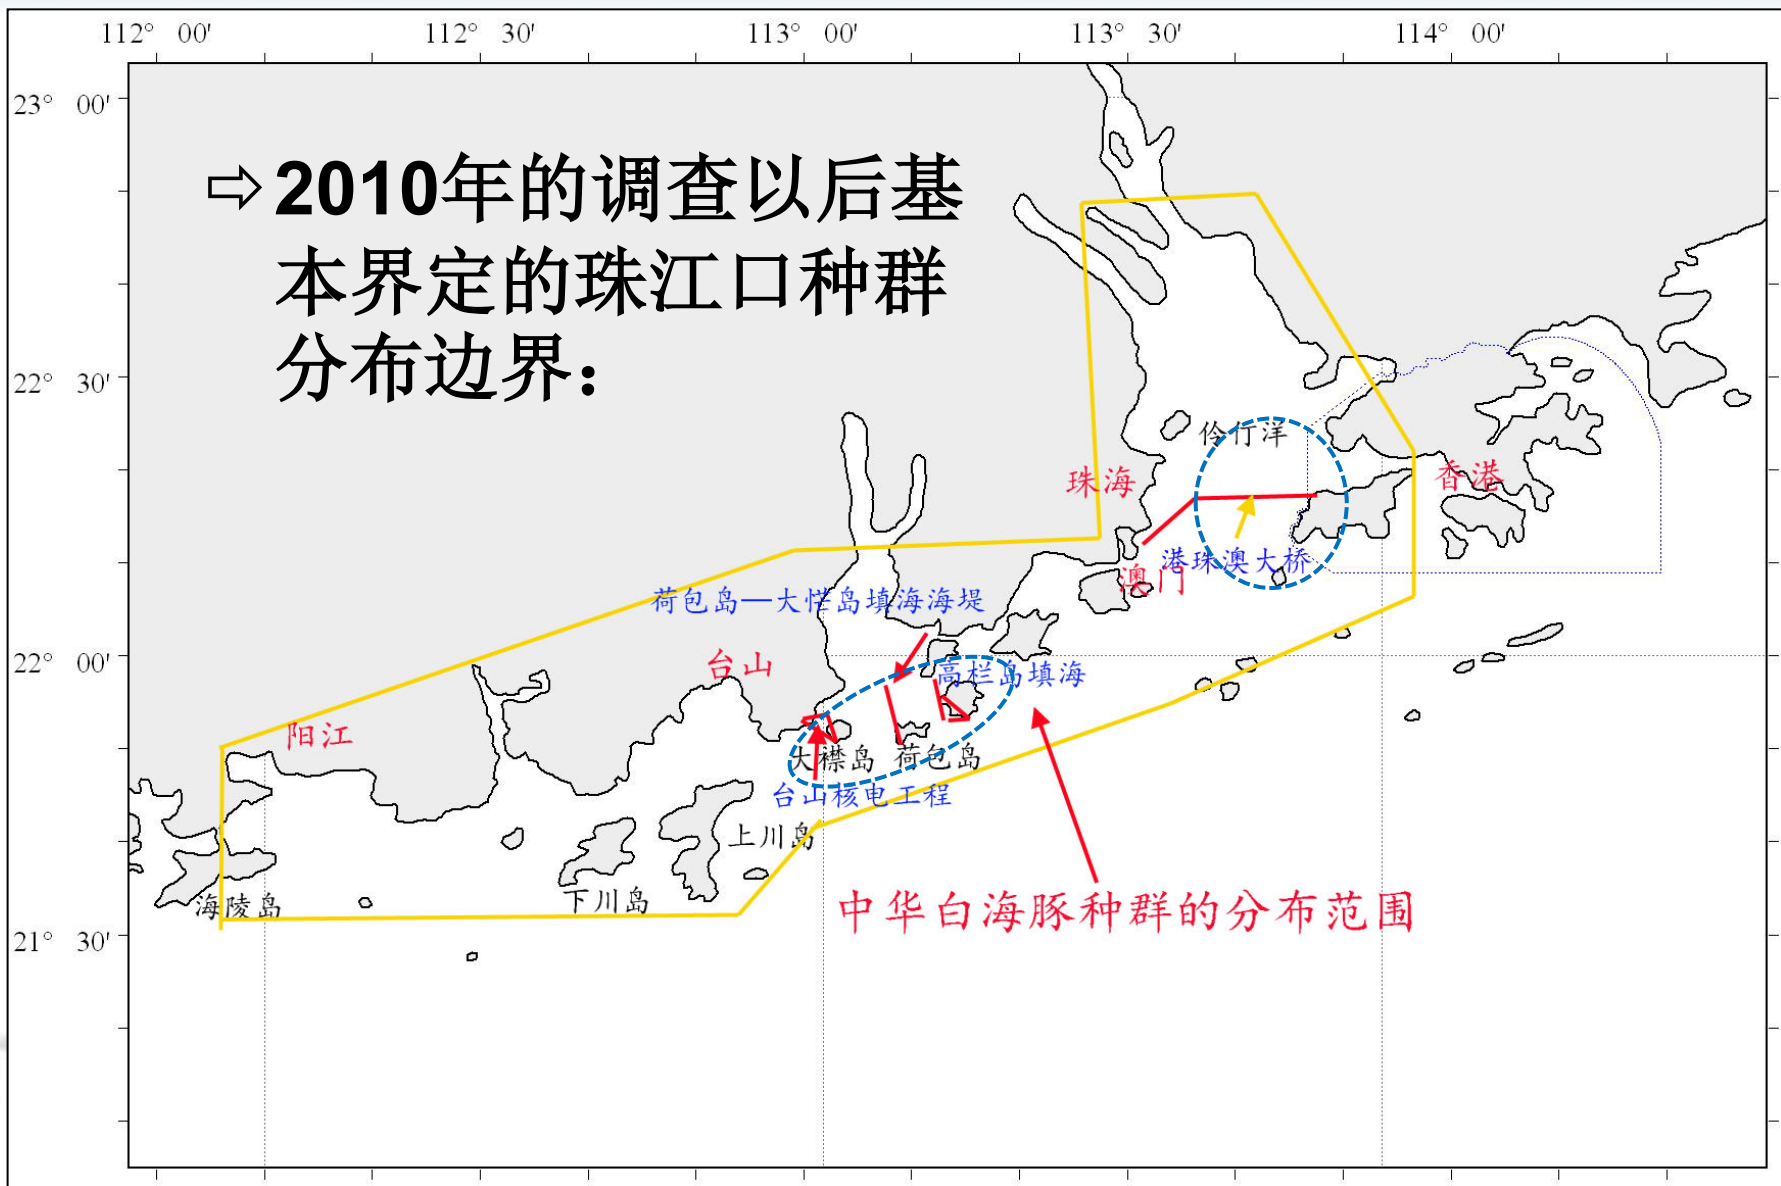 112° 00′
112° 30′
113° 00′
113° 30′
114° 00′
23° 00′
⇨2010年的调查以后基
本界定的珠江口种群
分布边界：
22° 30′
伶仃洋
珠海
香港
港珠澳大桥
澳门
荷包岛—大恾岛填海海堤
22° 00′
台山
高栏岛填海
阳江
大襟岛
荷包岛
台山核电工程
上川岛
海陵岛
下川岛
中华白海豚种群的分布范围
21° 30′